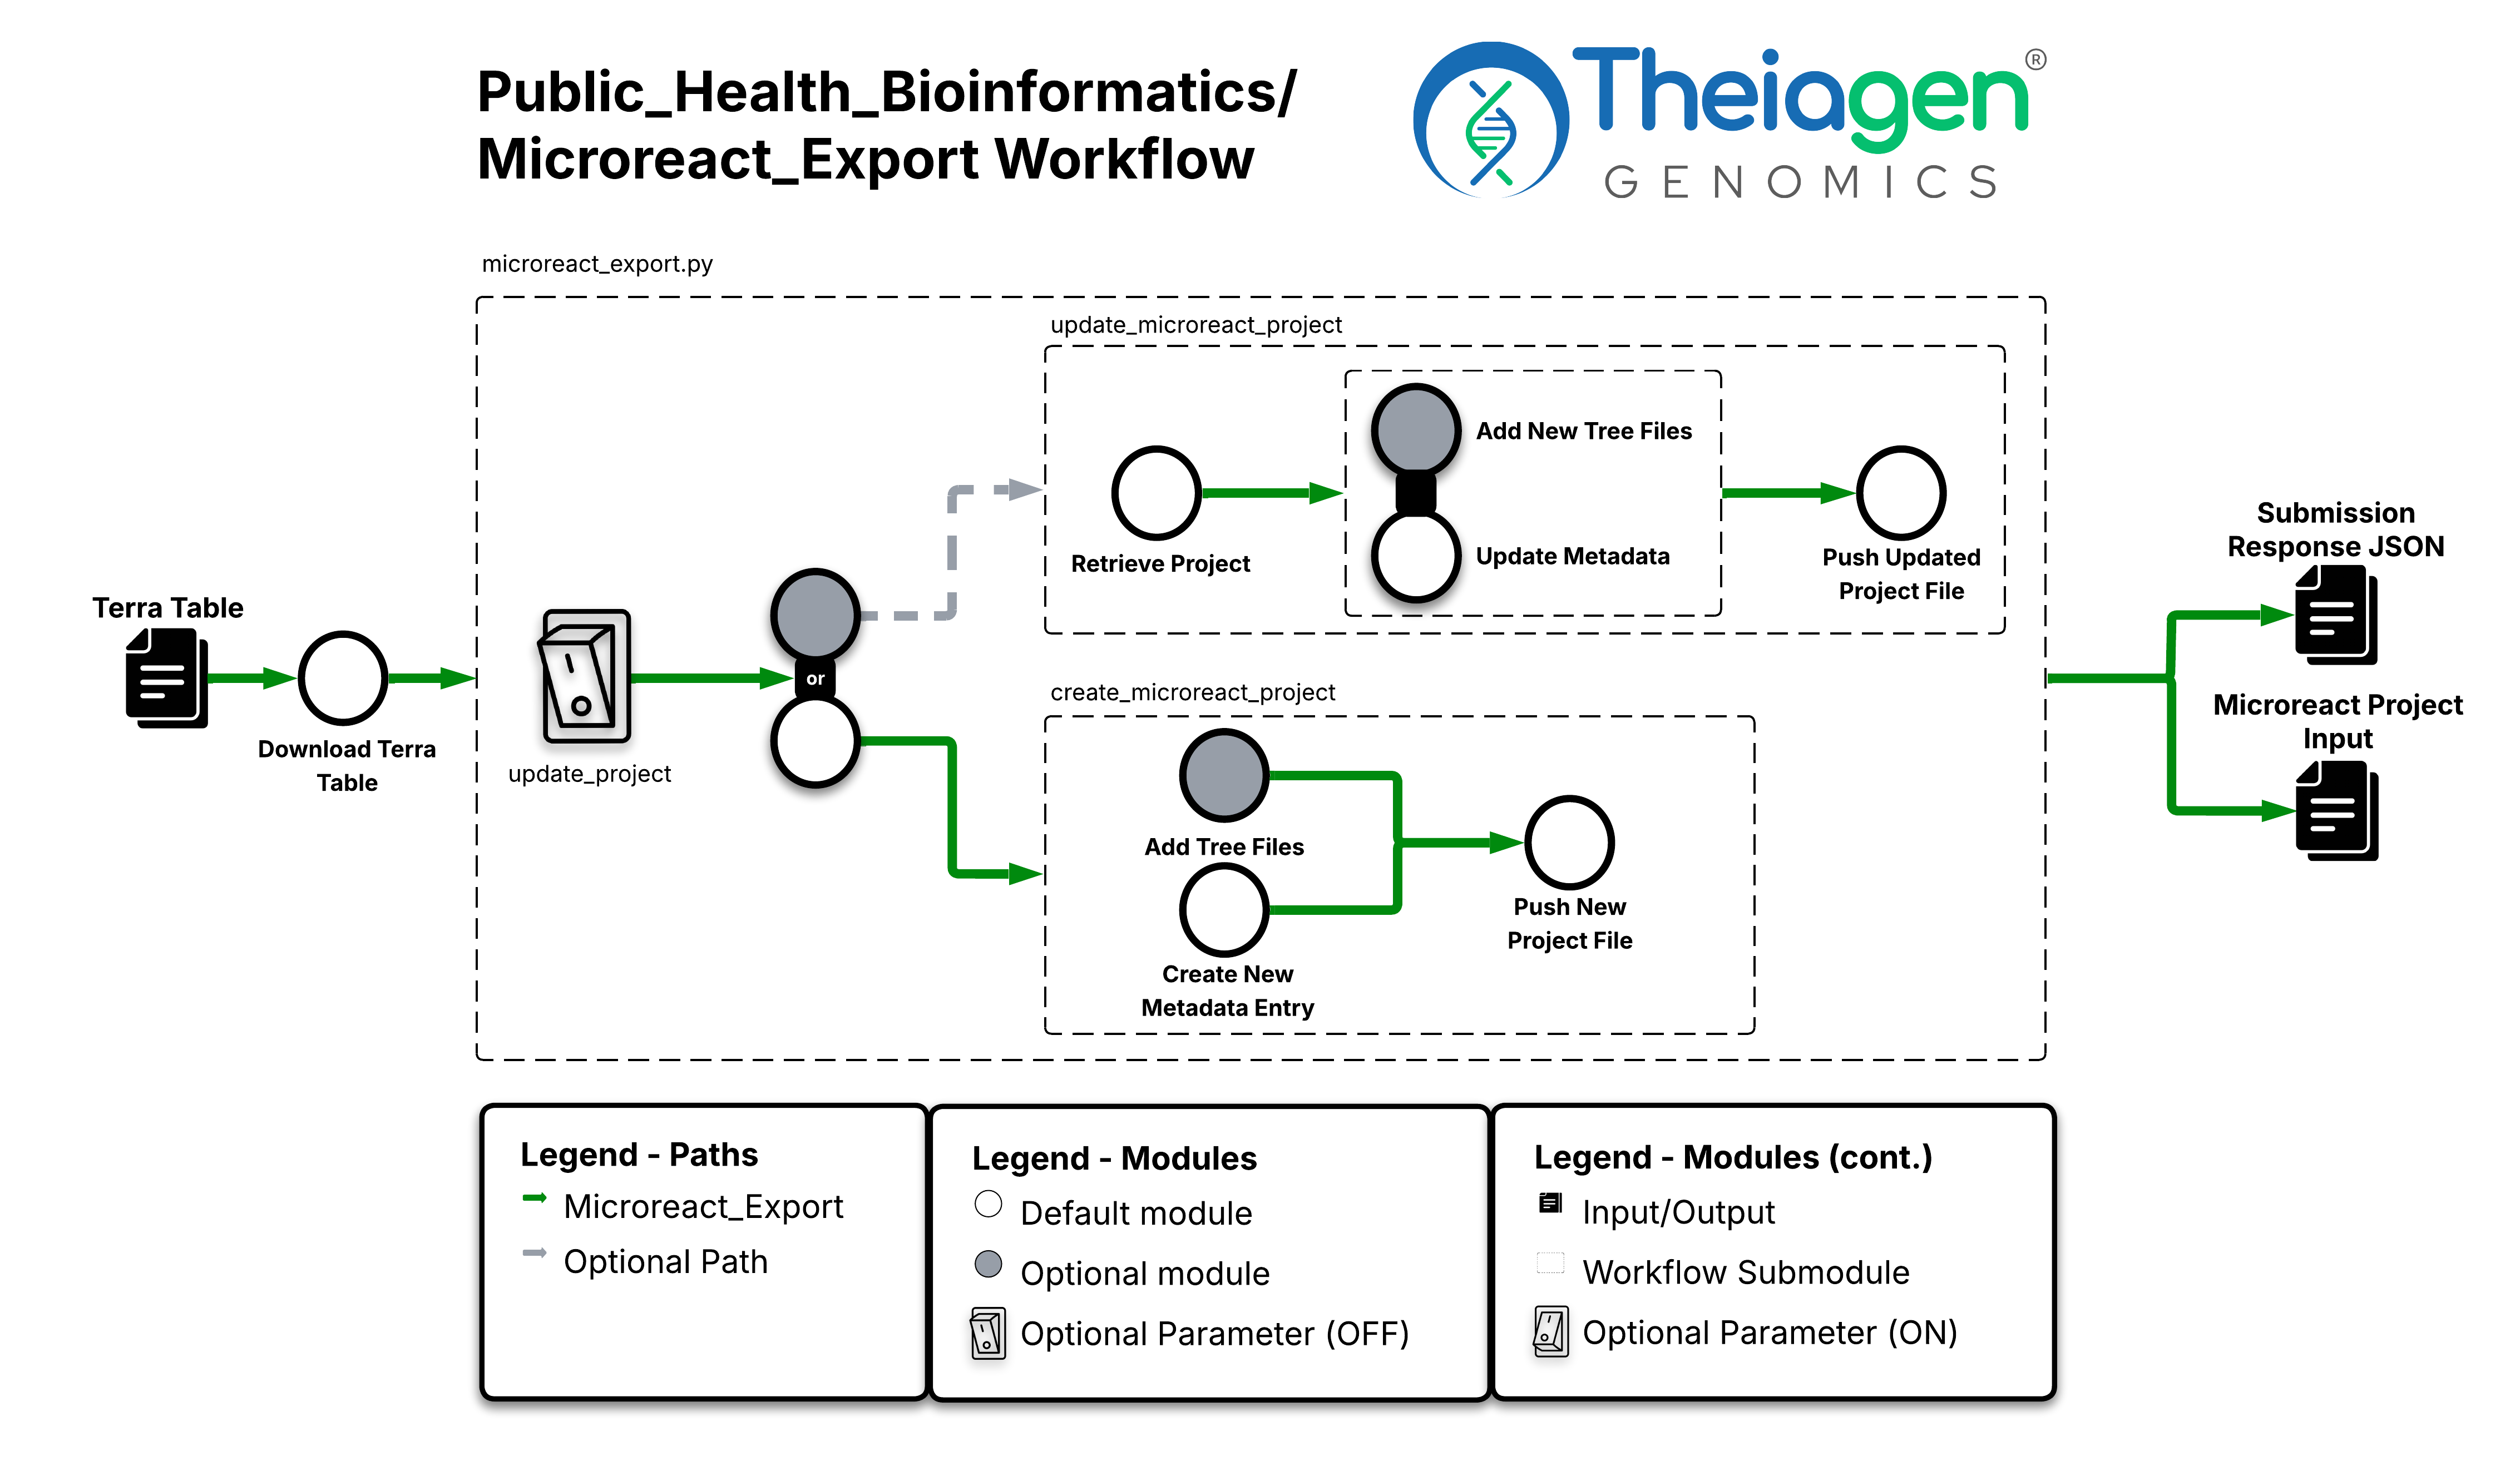 Public_Health_Bioinformatics/
Microreact_Export Workflow
Theiagen®
GENOMICS
microreact_export.py
update_microreact_project
Add New Tree Files
Retrieve Project
Update Metadata
Push Updated
Project File
Submission
Response JSON
Terra Table
Download Terra
Table
or
update_project
create_microreact_project
Microreact Project
Input
Add Tree Files
Push New
Project File
Create New
Metadata Entry
Legend - Paths
Microreact_Export
Optional Path
Legend - Modules
Default module
Optional module
Optional Parameter (OFF)
Legend - Modules (cont.)
Input/Output
Workflow Submodule
Optional Parameter (ON)